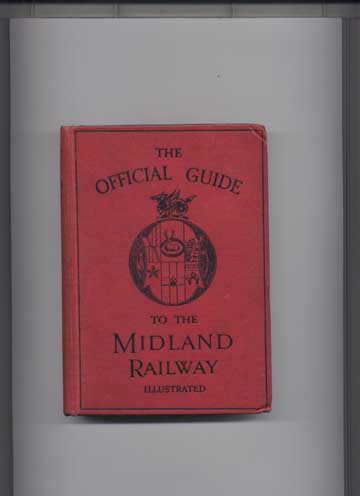 THE
OFFICIAL GUIDE
TO THE
MIDLAND
RAILWAY
ILLUSTRATED